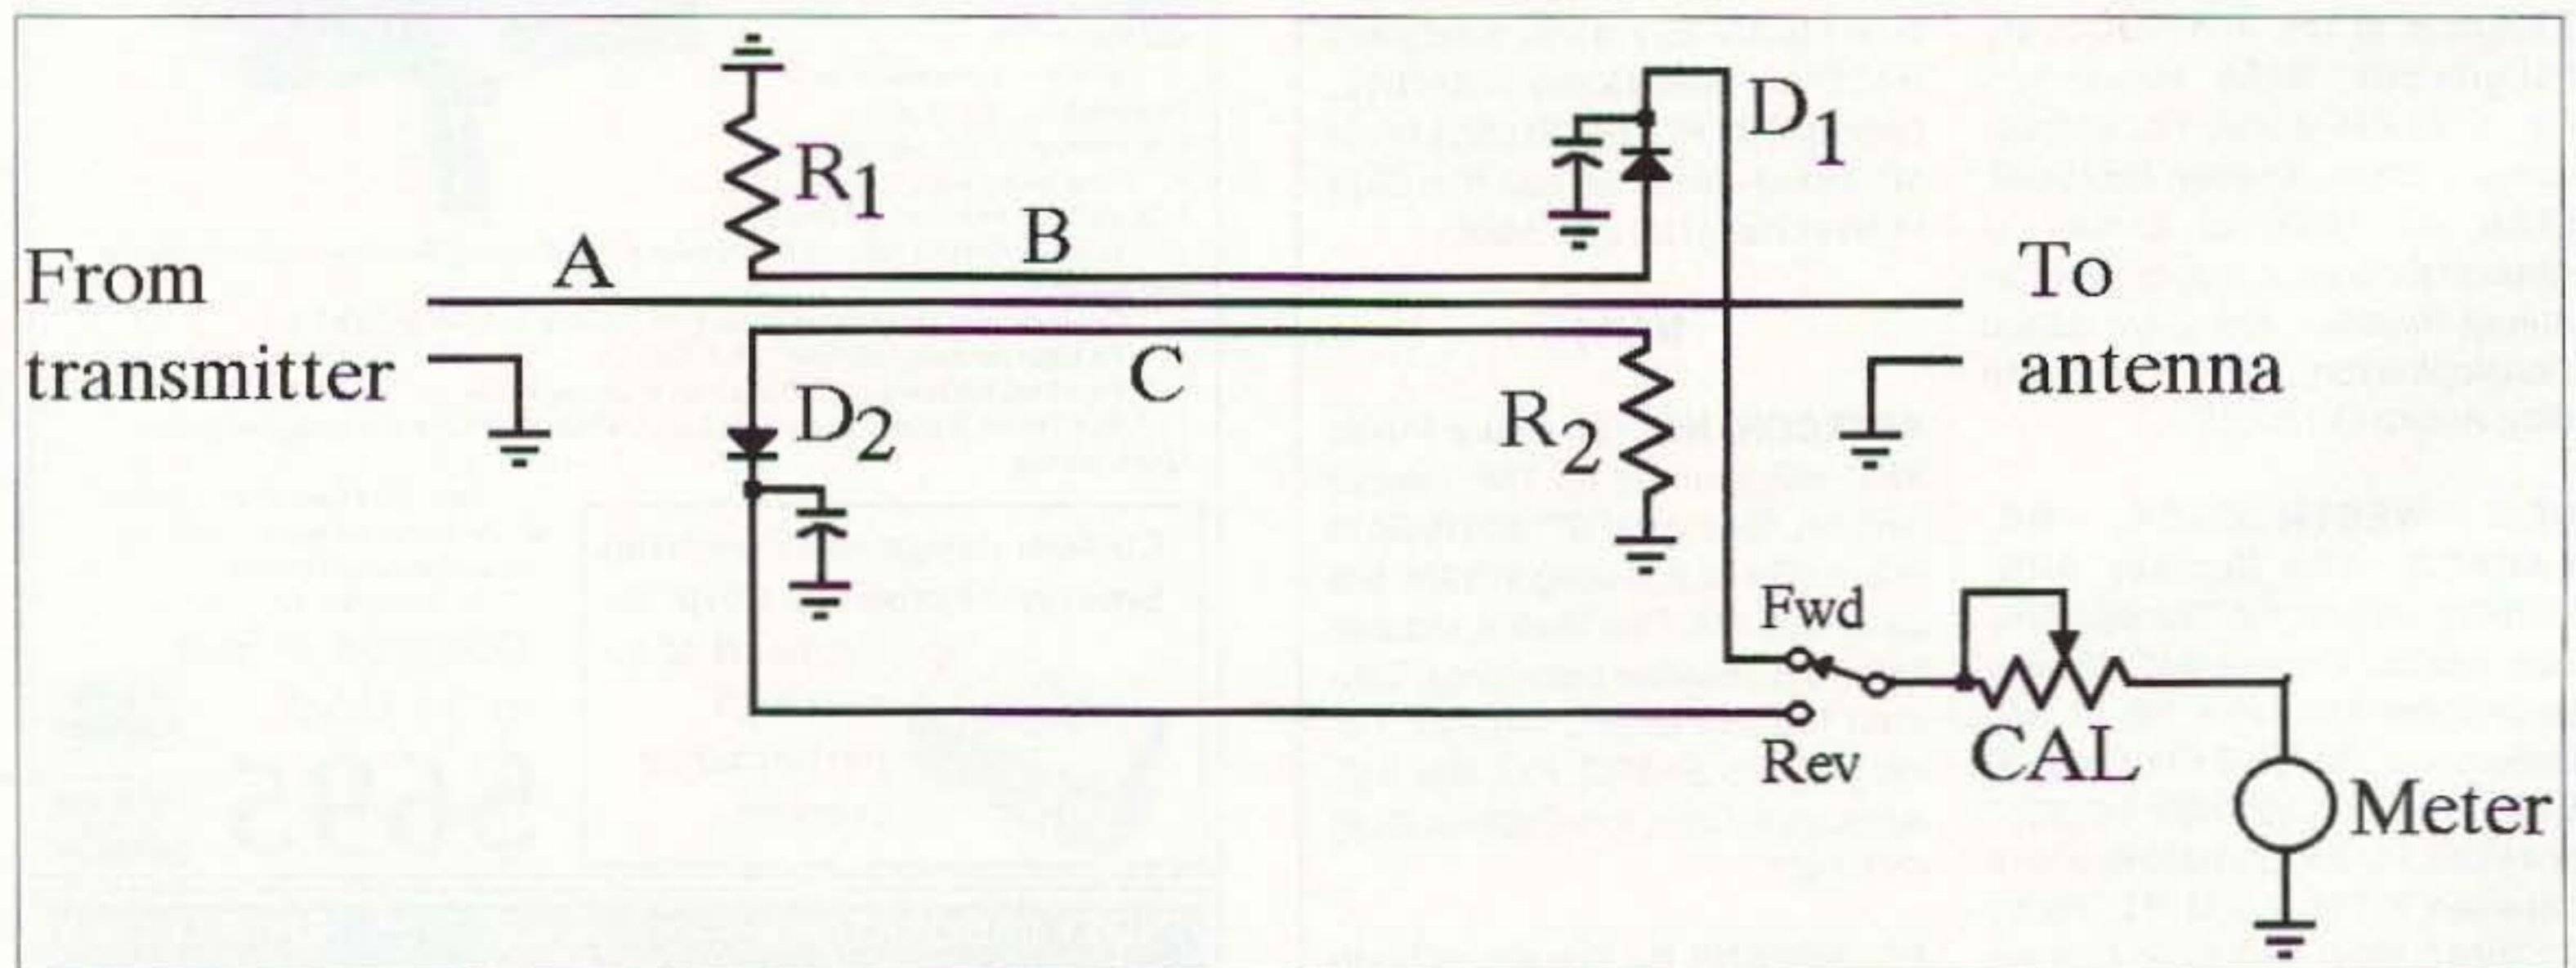 From
transmitter
A
R1
B
D1
To
antenna
C
D2
R2
Fwd
Rev
CAL
Meter